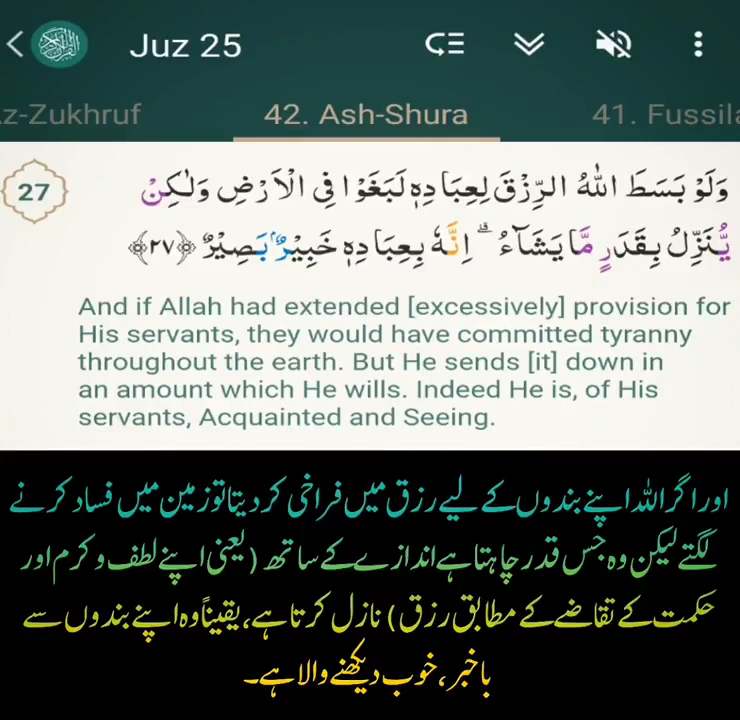 Juz 25
z-Zukhruf 42. Ash-Shura 41. Fussila
27
وَلَوْ بَسَطَ اللّٰهُ الرِّزْقَ لِعِبَادِهٖ لَبَغَوْا فِى الْاَرْضِ وَلٰكِنْ
يُّنَزِّلُ بِقَدَرٍ مَّا يَشَآءُ ؕ اِنَّهٗ بِعِبَادِهٖ خَبِيْرٌۢ بَصِيْرٌ ﴿۲۷﴾
And if Allah had extended [excessively] provision for
His servants, they would have committed tyranny
throughout the earth. But He sends [it] down in
an amount which He wills. Indeed He is, of His
servants, Acquainted and Seeing.
اور اگر اللہ اپنے بندوں کے لیے رزق میں فراخی کر دیتا تو زمین میں فساد کرنے
لگتے لیکن وہ جس قدر چاہتا ہے اندازے کے ساتھ (یعنی اپنے لطف و کرم اور
حکمت کے تقاضے کے مطابق رزق) نازل کرتا ہے، یقیناً وہ اپنے بندوں سے
باخبر، خوب دیکھنے والا ہے۔